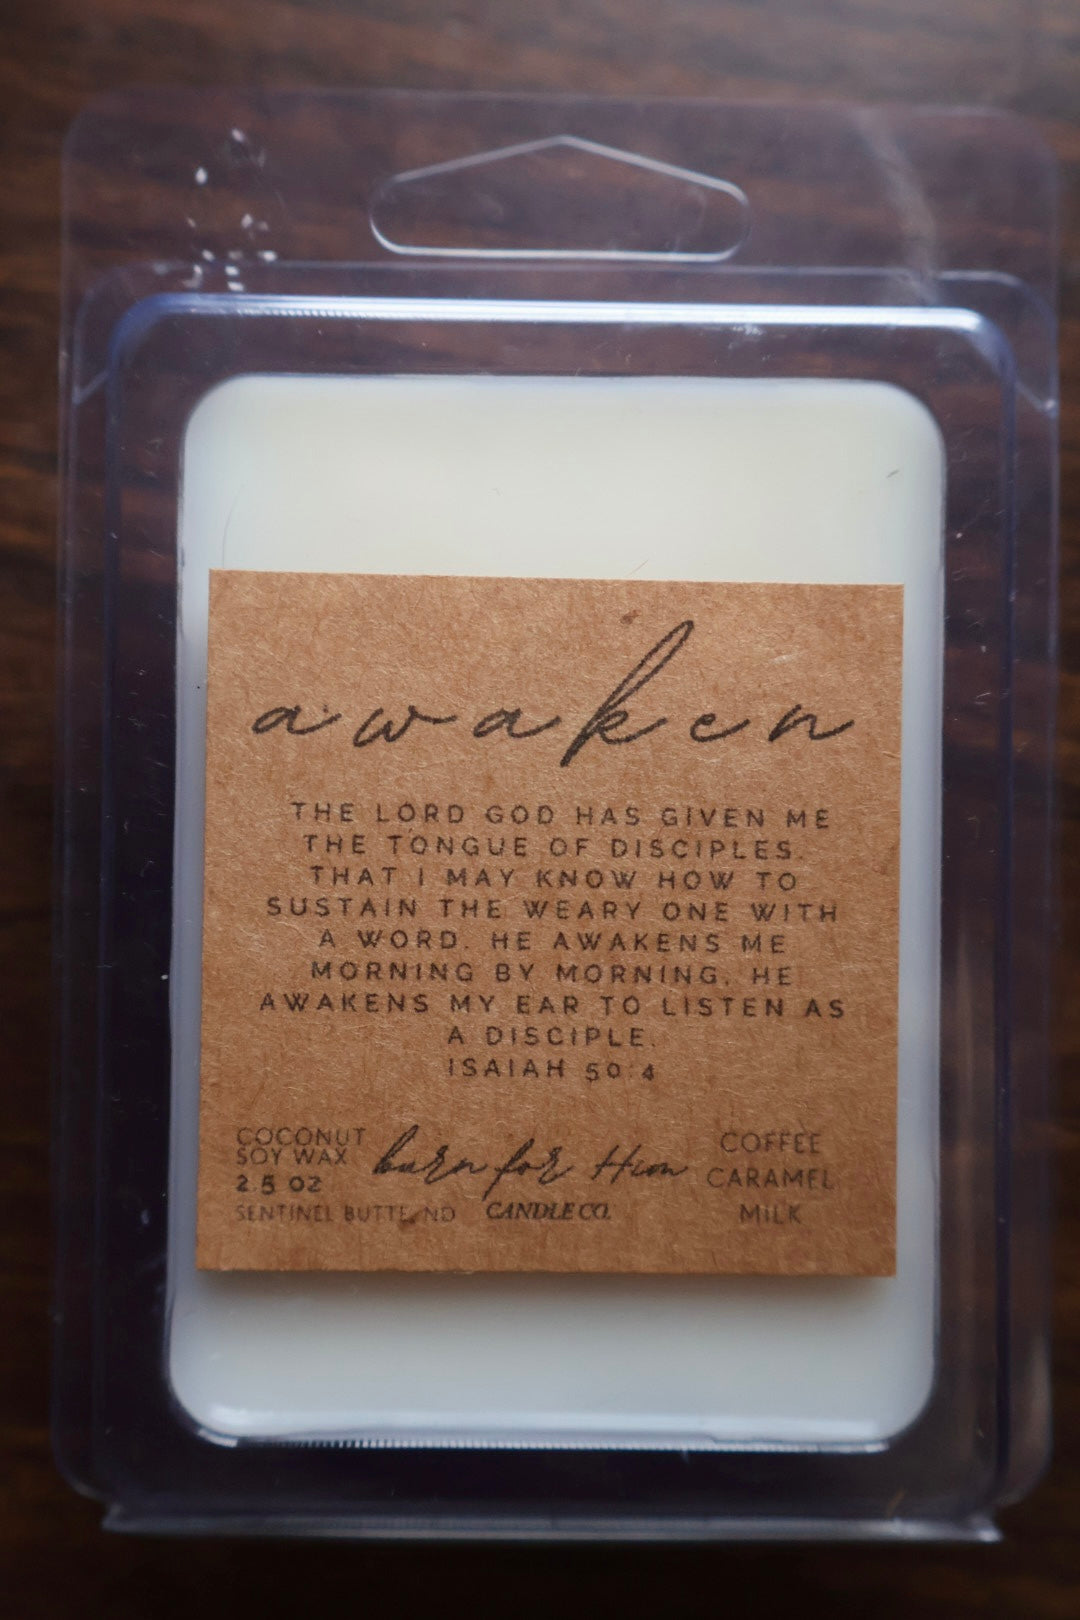 awaken
THE LORD GOD HAS GIVEN ME
THE TONGUE OF DISCIPLES.
THAT I MAY KNOW HOW TO
SUSTAIN THE WEARY ONE WITH
A WORD. HE AWAKENS ME
MORNING BY MORNING, HE
AWAKENS MY EAR TO LISTEN AS
A DISCIPLE.
ISAIAH 50:4
COCONUT
SOY WAX
2.5 OZ
SENTINEL BUTTE, ND
burn for Him
CANDLE CO.
COFFEE
CARAMEL
MILK